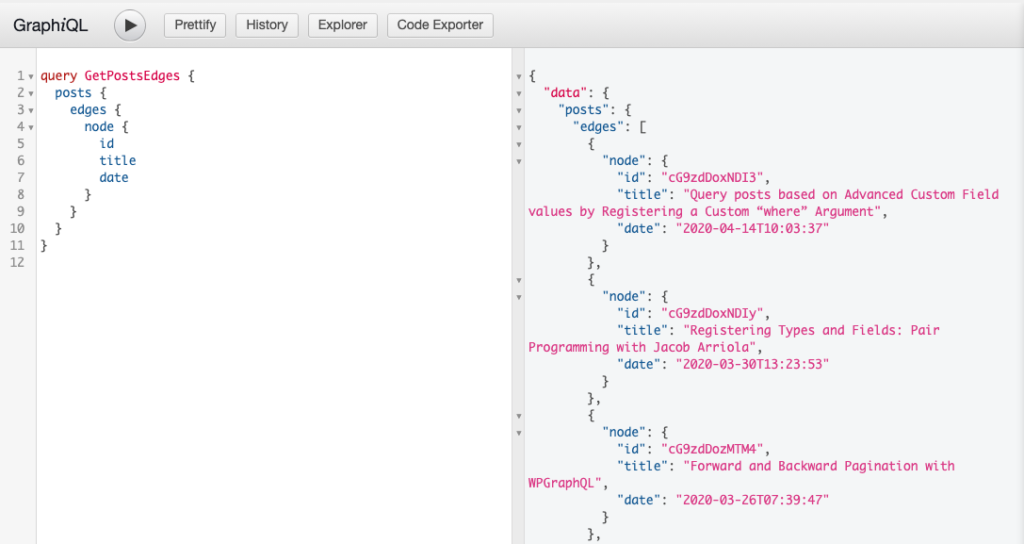 GraphiQL Prettify History Explorer Code Exporter
1 query GetPostsEdges {
2 posts {
3 edges {
4 node {
5 id
6 title
7 date
8 }
9 }
10 }
11 }
12
{
"data": {
"posts": {
"edges": [
{
"node": {
"id": "cG9zdDoxNDI3",
"title": "Query posts based on Advanced Custom Field
values by Registering a Custom “where” Argument",
"date": "2020-04-14T10:03:37"
}
},
{
"node": {
"id": "cG9zdDoxNDIy",
"title": "Registering Types and Fields: Pair
Programming with Jacob Arriola",
"date": "2020-03-30T13:23:53"
}
},
{
"node": {
"id": "cG9zdDozMTM4",
"title": "Forward and Backward Pagination with
WPGraphQL",
"date": "2020-03-26T07:39:47"
}
},